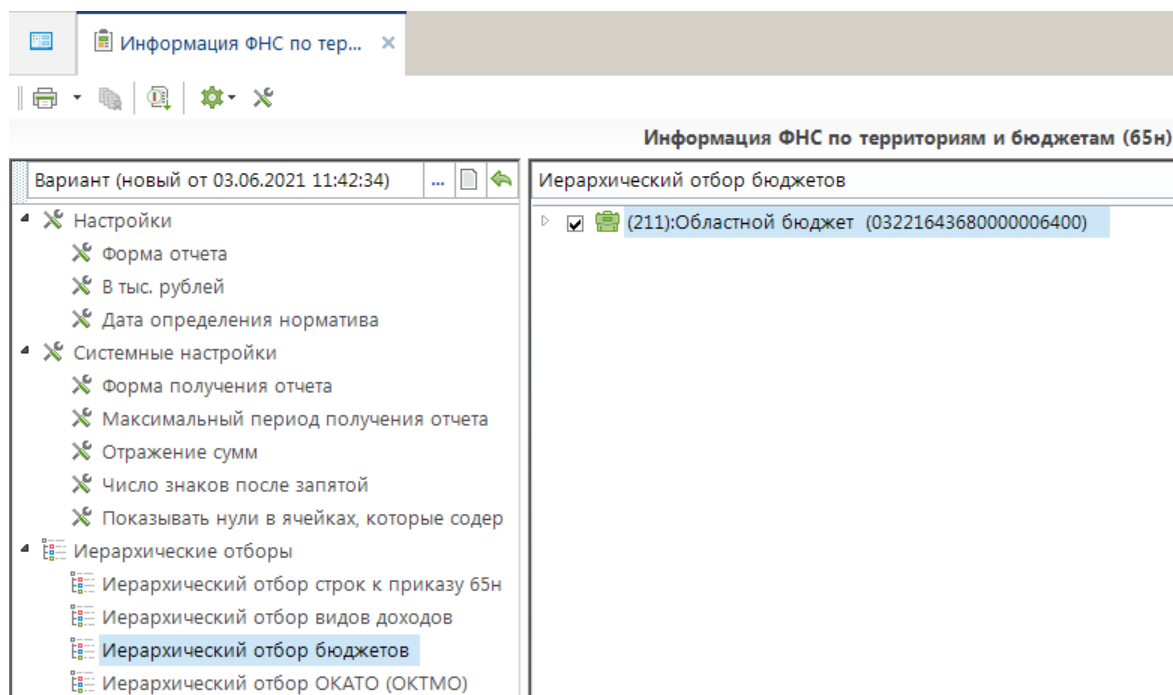 Информация ФНС по тер...
Информация ФНС по территориям и бюджетам (65н)
Вариант (новый от 03.06.2021 11:42:34) ...
Настройки
Форма отчета
В тыс. рублей
Дата определения норматива
Системные настройки
Форма получения отчета
Максимальный период получения отчета
Отражение сумм
Число знаков после запятой
Показывать нули в ячейках, которые содер
Иерархические отборы
Иерархический отбор строк к приказу 65н
Иерархический отбор видов доходов
Иерархический отбор бюджетов
Иерархический отбор ОКАТО (ОКТМО)
Иерархический отбор бюджетов
(211):Областной бюджет (03221643680000006400)